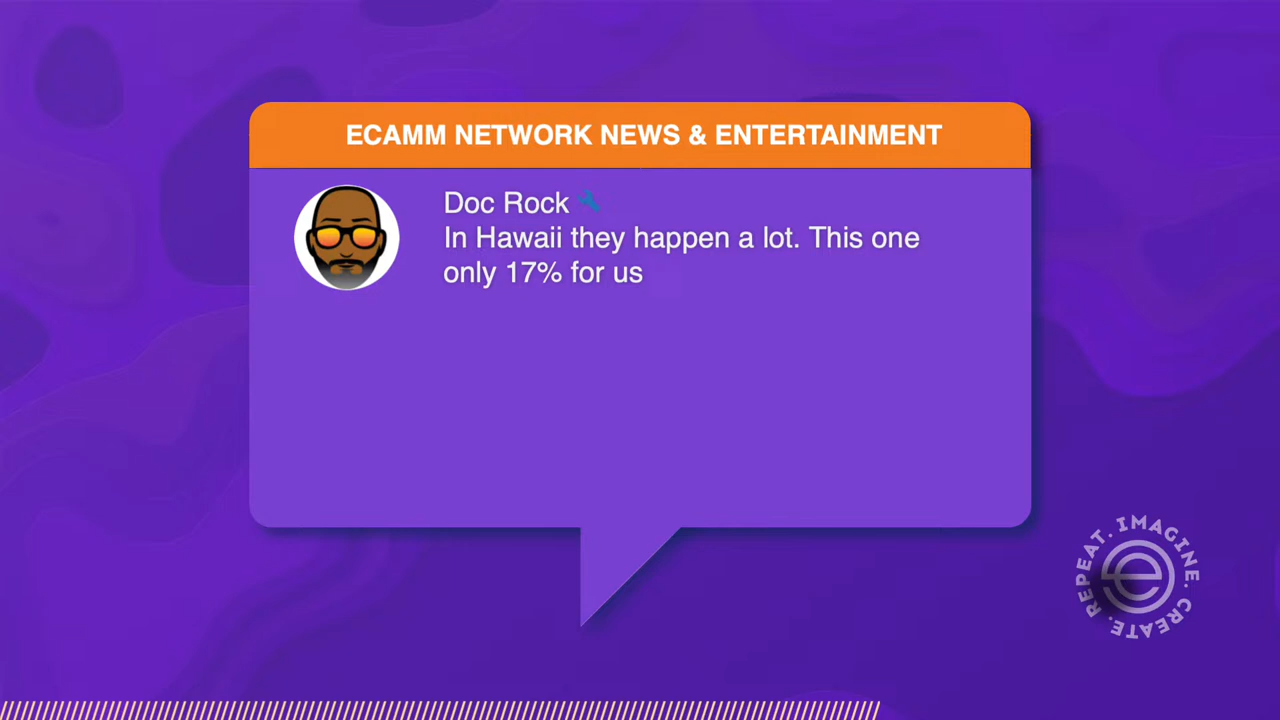 ECAMM NETWORK NEWS & ENTERTAINMENT
Doc Rock
In Hawaii they happen a lot. This one
only 17% for us
IMAGINE. CREATE. REPEAT.
e